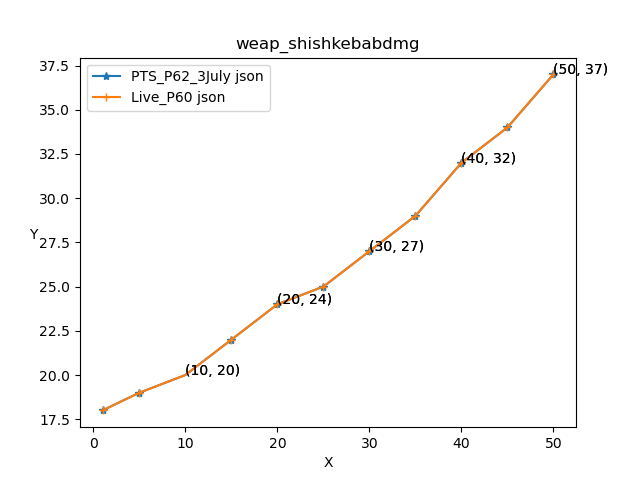 weap_shishkebabdmg
PTS_P62_3July json
Live_P60 json
(50, 37)
(40, 32)
(30, 27)
(20, 24)
(10, 20)
37.5
35.0
32.5
30.0
27.5
25.0
22.5
20.0
17.5
Y
0 10 20 30 40 50
X